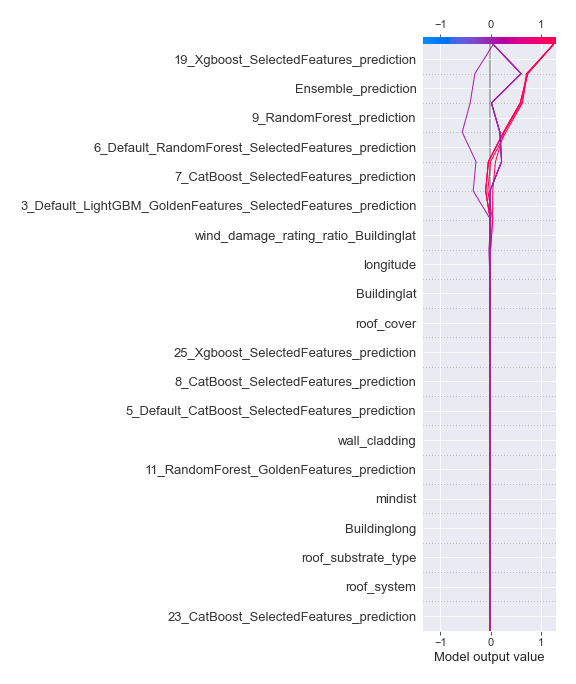 −1 0 1
19_Xgboost_SelectedFeatures_prediction
Ensemble_prediction
9_RandomForest_prediction
6_Default_RandomForest_SelectedFeatures_prediction
7_CatBoost_SelectedFeatures_prediction
3_Default_LightGBM_GoldenFeatures_SelectedFeatures_prediction
wind_damage_rating_ratio_Buildinglat
longitude
Buildinglat
roof_cover
25_Xgboost_SelectedFeatures_prediction
8_CatBoost_SelectedFeatures_prediction
5_Default_CatBoost_SelectedFeatures_prediction
wall_cladding
11_RandomForest_GoldenFeatures_prediction
mindist
Buildinglong
roof_substrate_type
roof_system
23_CatBoost_SelectedFeatures_prediction
−1 0 1
Model output value